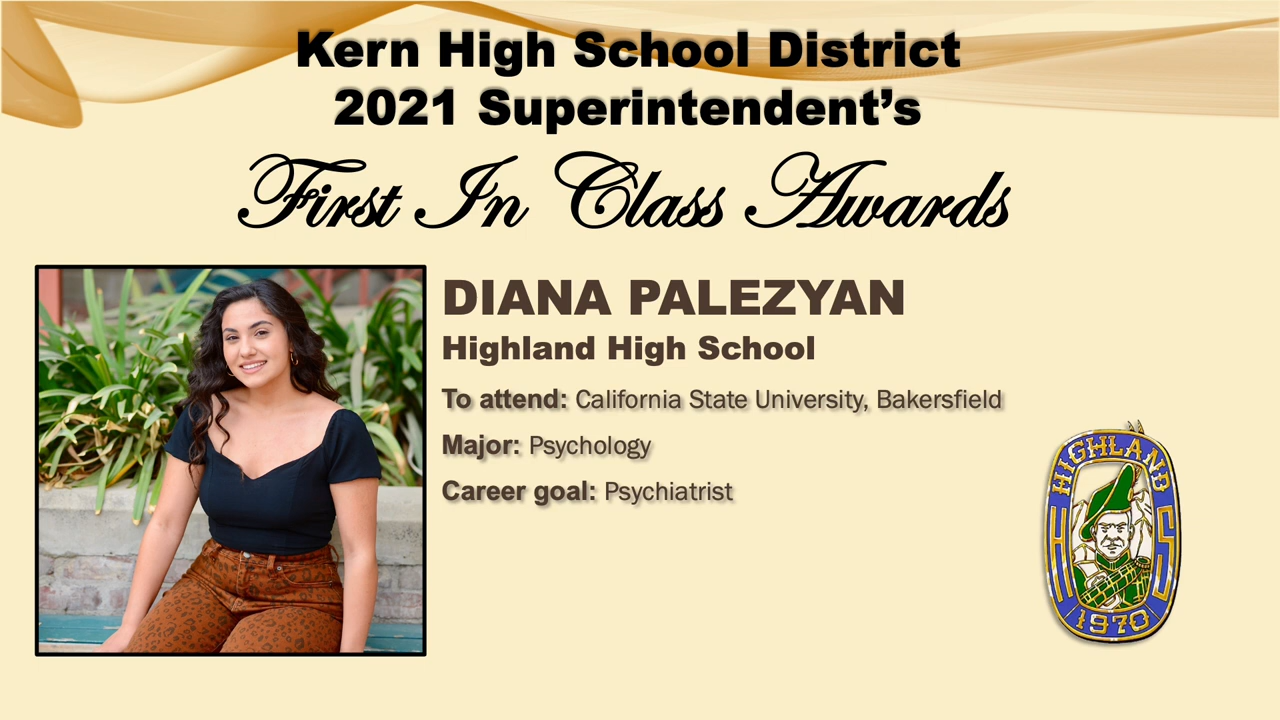 Kern High School District
2021 Superintendent’s
First In Class Awards
DIANA PALEZYAN
Highland High School
To attend: California State University, Bakersfield
Major: Psychology
Career goal: Psychiatrist
HIGHLAND
H S
1970